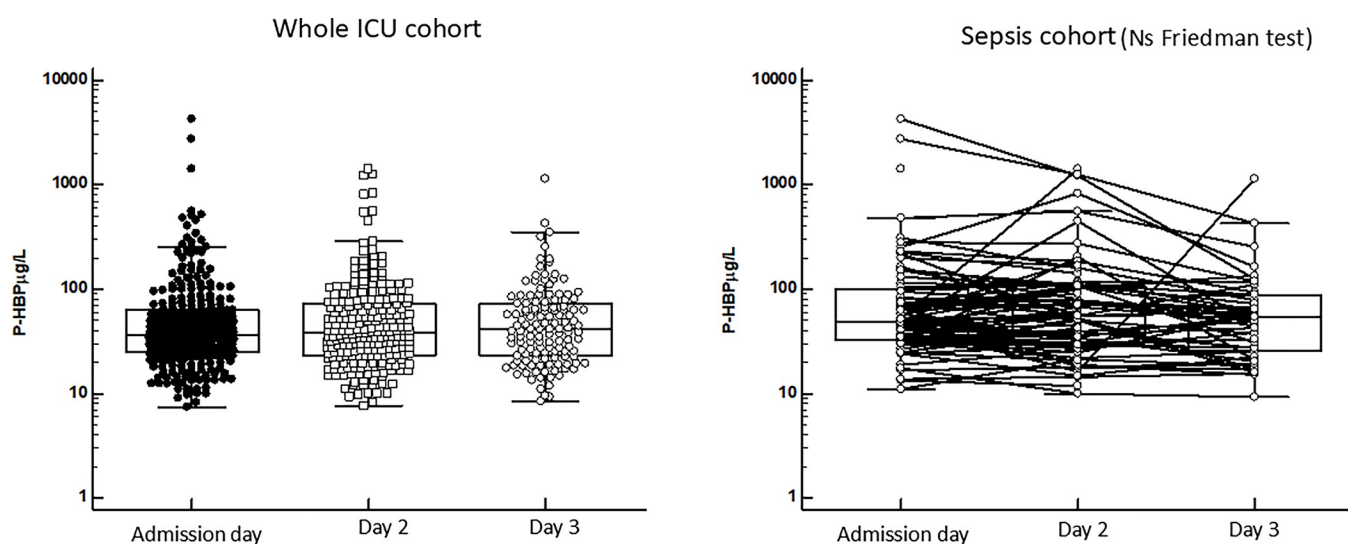 Whole ICU cohort
10000
1000
100
10
1
P-HBPµg/L
Admission day
Day 2
Day 3
Sepsis cohort (Ns Friedman test)
10000
1000
100
10
1
P-HBPµg/L
Admission day
Day 2
Day 3